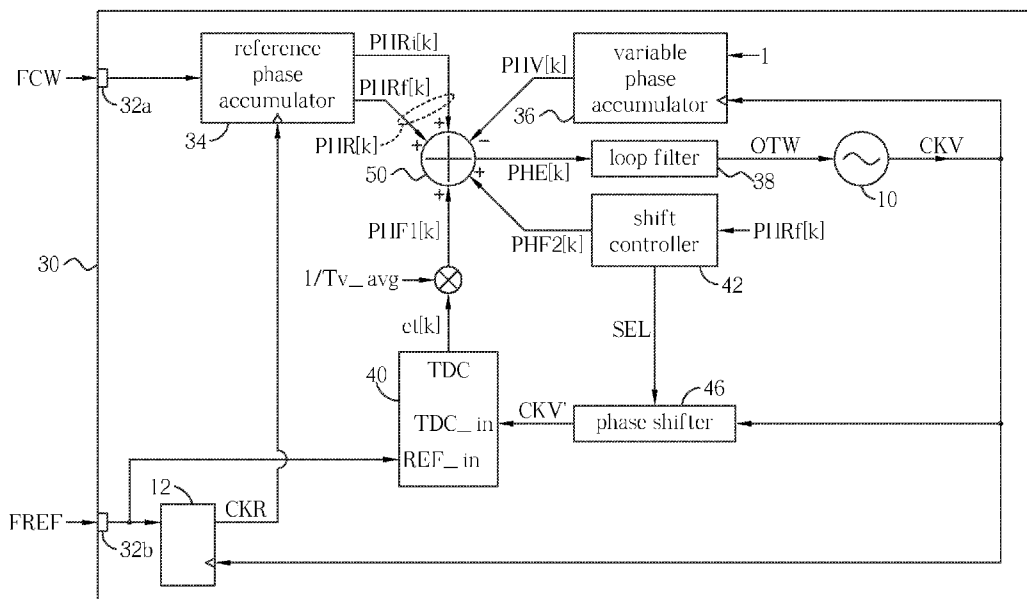 reference
phase
accumulator
PHRi[k]
PHRf[k]
PHR[k]
FCW
32a
34
variable
phase
accumulator
PHV[k]
1
36
+
+
−
+
+
+
50
PHE[k]
loop filter
OTW
CKV
38
10
PHF1[k]
PHF2[k]
shift
controller
PHRf[k]
42
30
1/Tv_avg
et[k]
SEL
40
TDC
TDC_in
REF_in
CKV'
46
phase shifter
12
CKR
FREF
32b